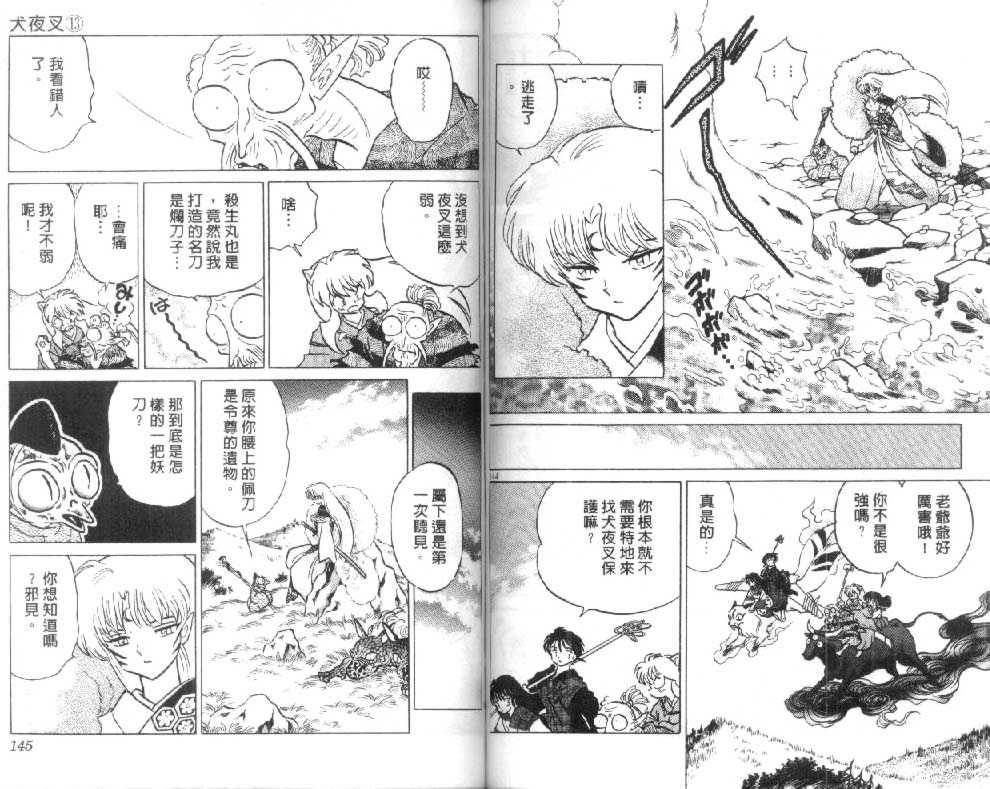 犬夜叉⑬
……
嘖…
逃走了
。
老爺爺好
厲害哦！
你不是很
強嗎？
真是的…
你根本就不
需要特地來
找犬夜叉保
護嘛？
哎~~~~
我看錯人
了。
沒想到犬
夜叉這麼
弱。
啥…
殺生丸也是
，竟然說我
打造的名刀
是爛刀子…
は
…會痛
耶…
我才不弱
呢！
屬下還是第
一次聽見。
原來你腰上的佩刀
是令尊的遺物。
那到底是怎
樣的一把妖
刀？
你想知道嗎
？邪見。
145